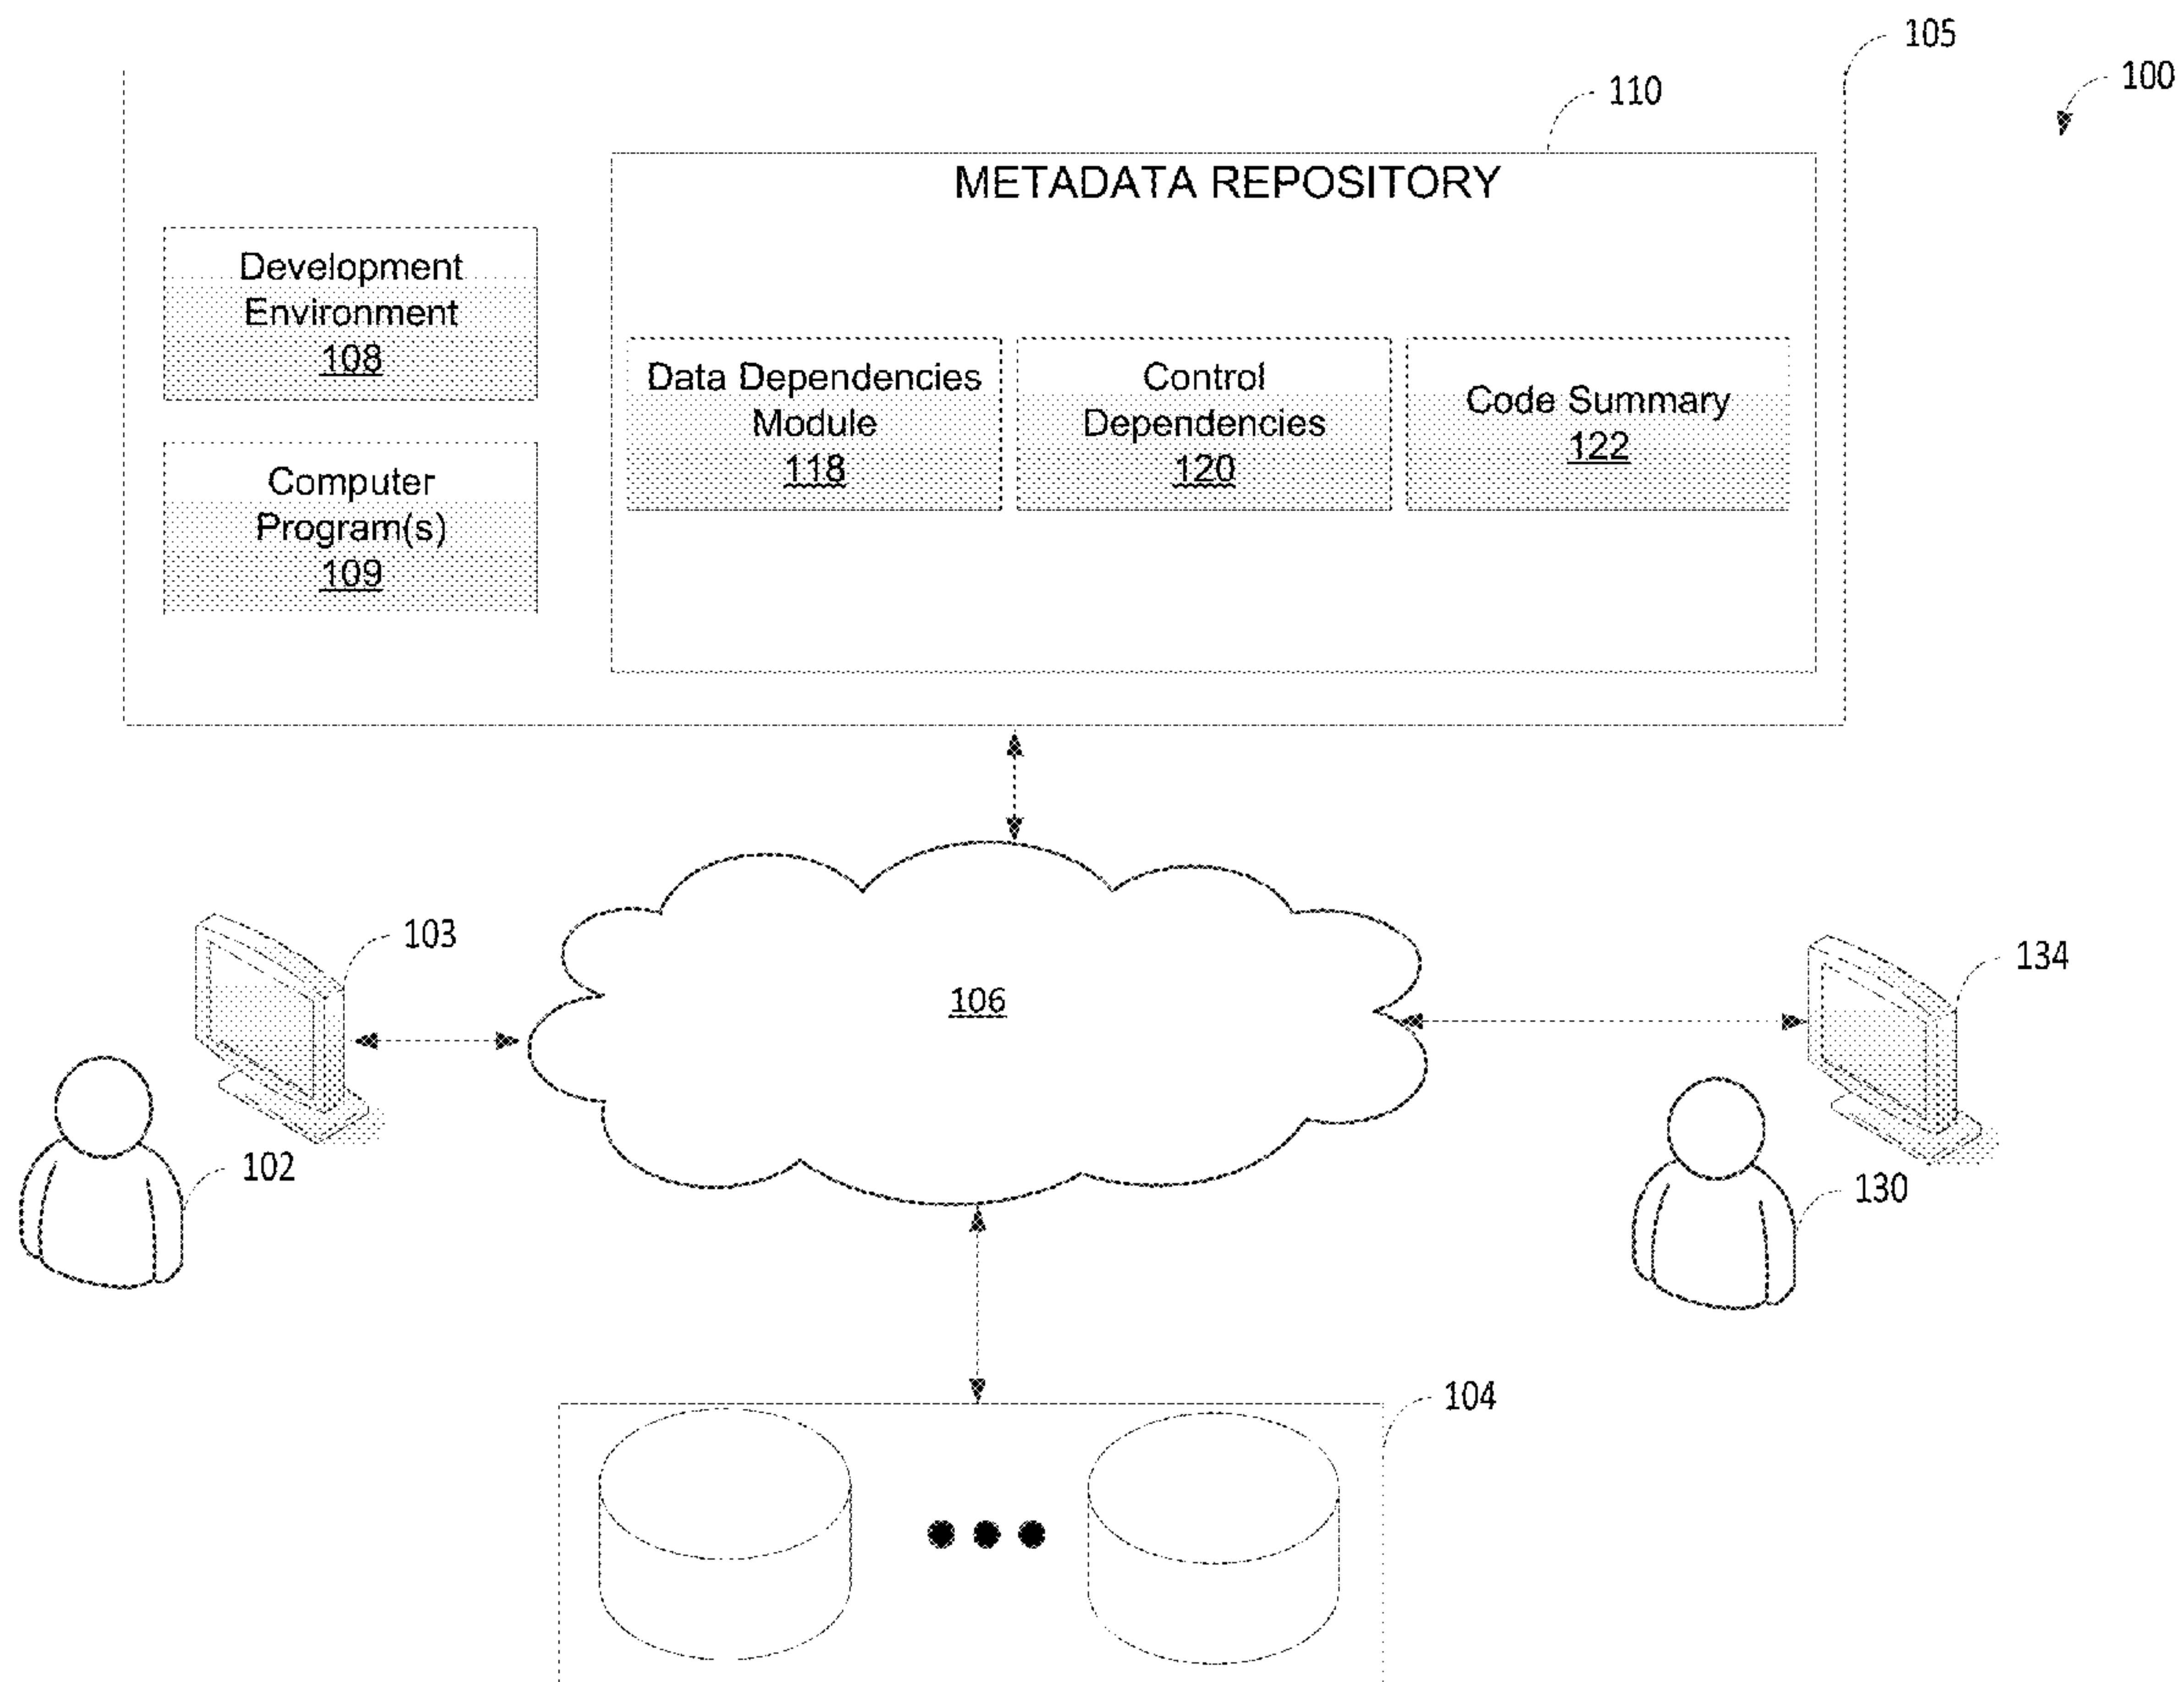 105
100
110
METADATA REPOSITORY
Development
Environment
108
Data Dependencies
Module
118
Control
Dependencies
120
Code Summary
122
Computer
Program(s)
109
103
134
106
102
130
104